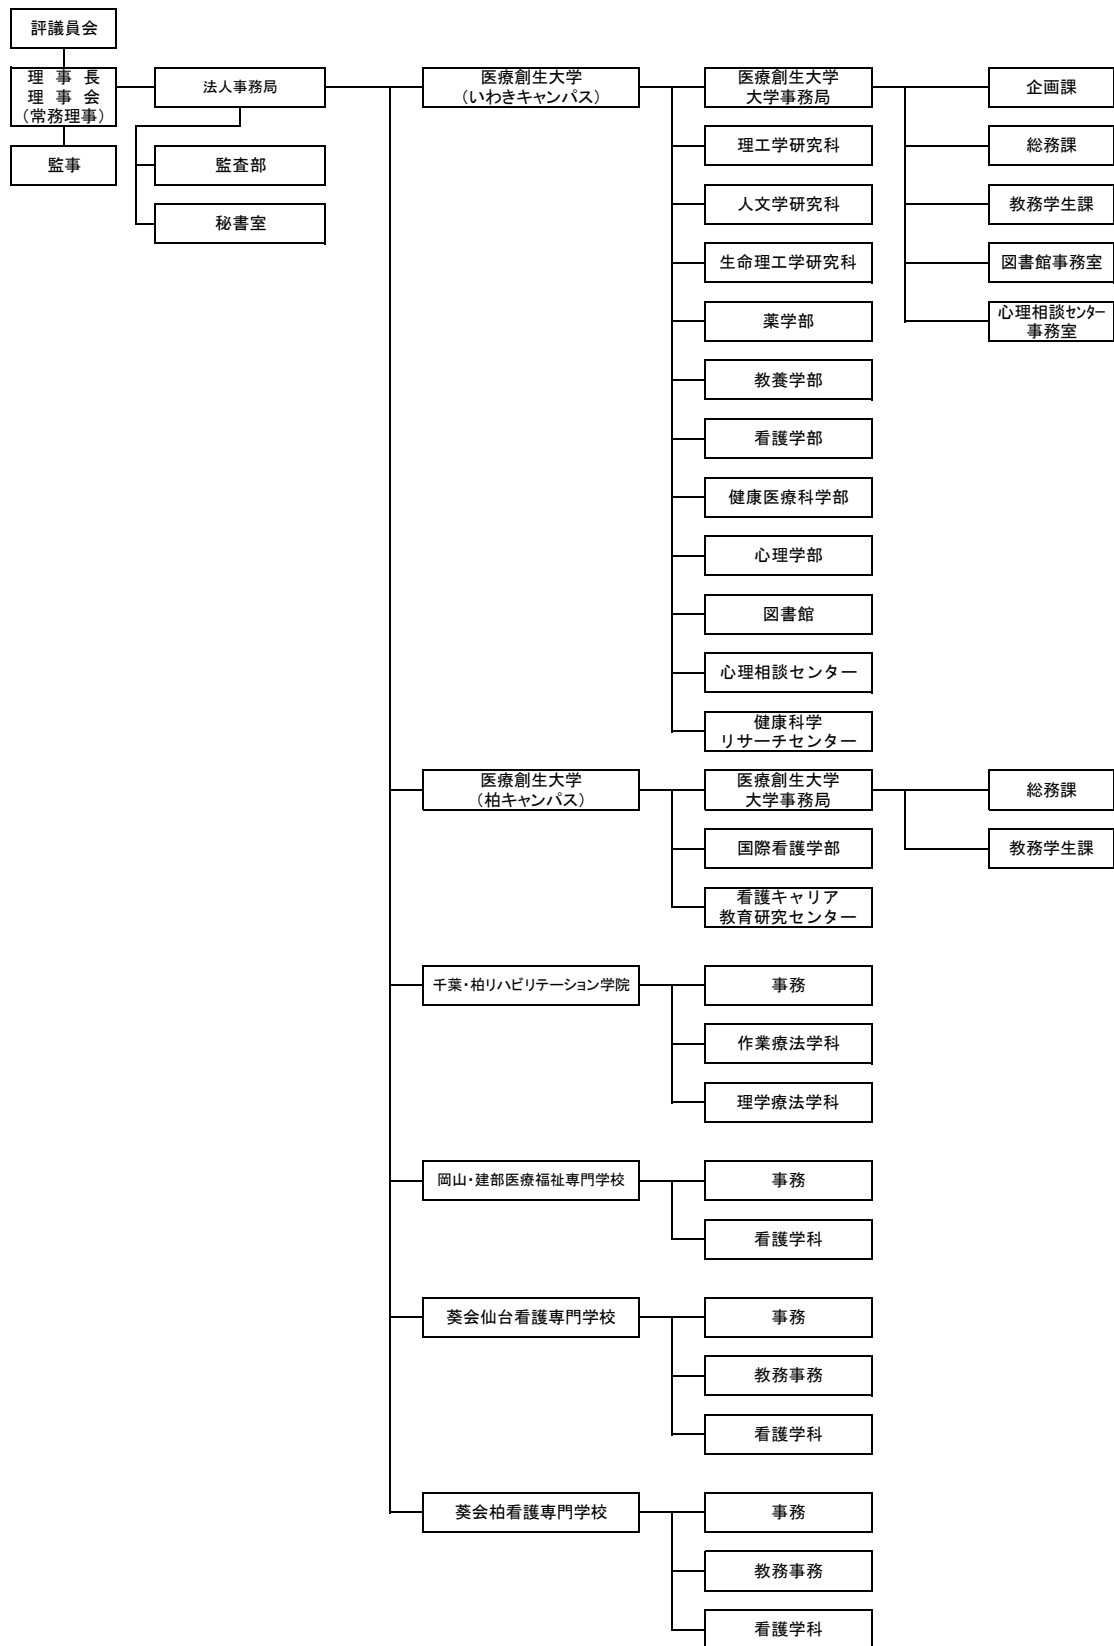 評議員会
理事長
理事会
(常務理事)
監事
法人事務局
監査部
秘書室
医療創生大学
(いわきキャンパス)
医療創生大学
大学事務局
企画課
総務課
教務学生課
図書館事務室
心理相談センター
事務室
理工学研究科
人文学研究科
生命理工学研究科
薬学部
教養学部
看護学部
健康医療科学部
心理学部
図書館
心理相談センター
健康科学
リサーチセンター
医療創生大学
(柏キャンパス)
医療創生大学
大学事務局
総務課
教務学生課
国際看護学部
看護キャリア
教育研究センター
千葉・柏リハビリテーション学院
事務
作業療法学科
理学療法学科
岡山・建部医療福祉専門学校
事務
看護学科
葵会仙台看護専門学校
事務
教務事務
看護学科
葵会柏看護専門学校
事務
教務事務
看護学科